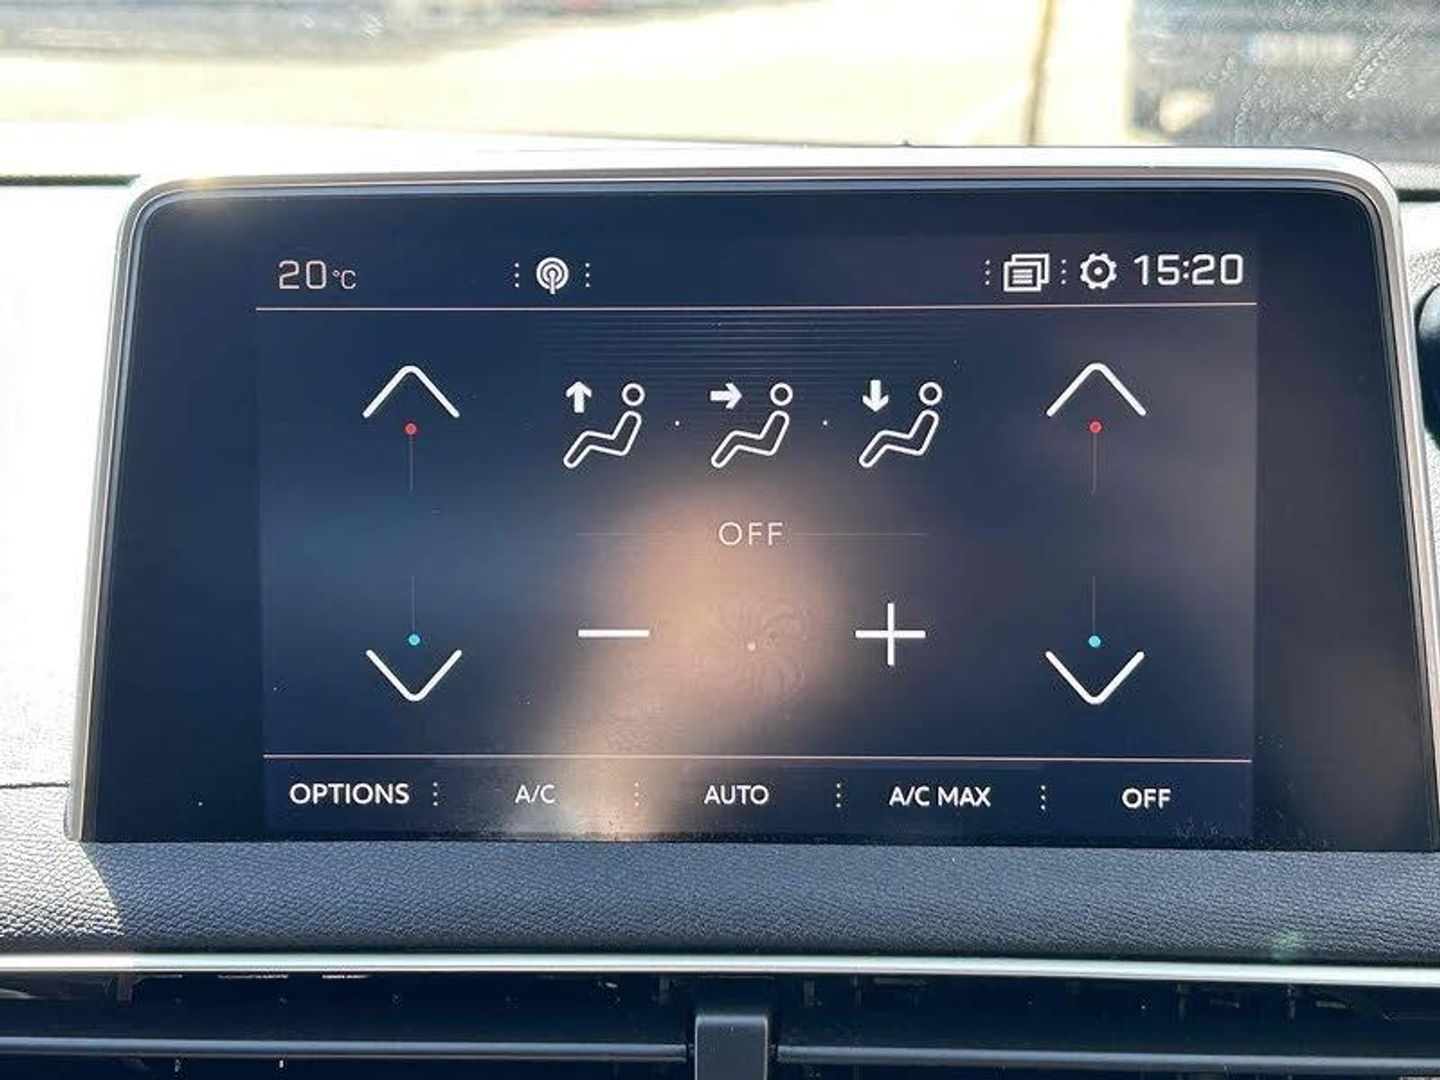 20°C 15:20
OFF
OPTIONS A/C AUTO A/C MAX OFF